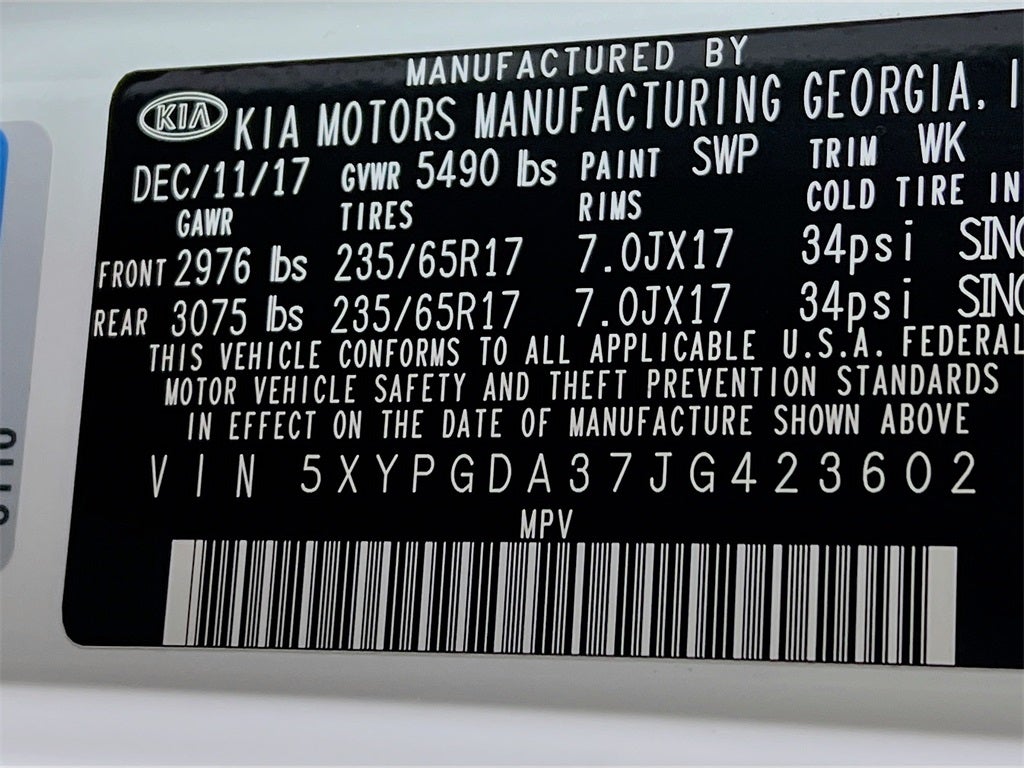 MANUFACTURED BY
KIA KIA MOTORS MANUFACTURING GEORGIA, I
DEC/11/17 GVWR 5490 lbs PAINT SWP TRIM WK
GAWR TIRES RIMS COLD TIRE IN
FRONT 2976 lbs 235/65R17 7.0JX17 34psi SING
REAR 3075 lbs 235/65R17 7.0JX17 34psi SING
THIS VEHICLE CONFORMS TO ALL APPLICABLE U.S.A. FEDERAL
MOTOR VEHICLE SAFETY AND THEFT PREVENTION STANDARDS
IN EFFECT ON THE DATE OF MANUFACTURE SHOWN ABOVE
VIN 5XYPGDA37JG423602
MPV